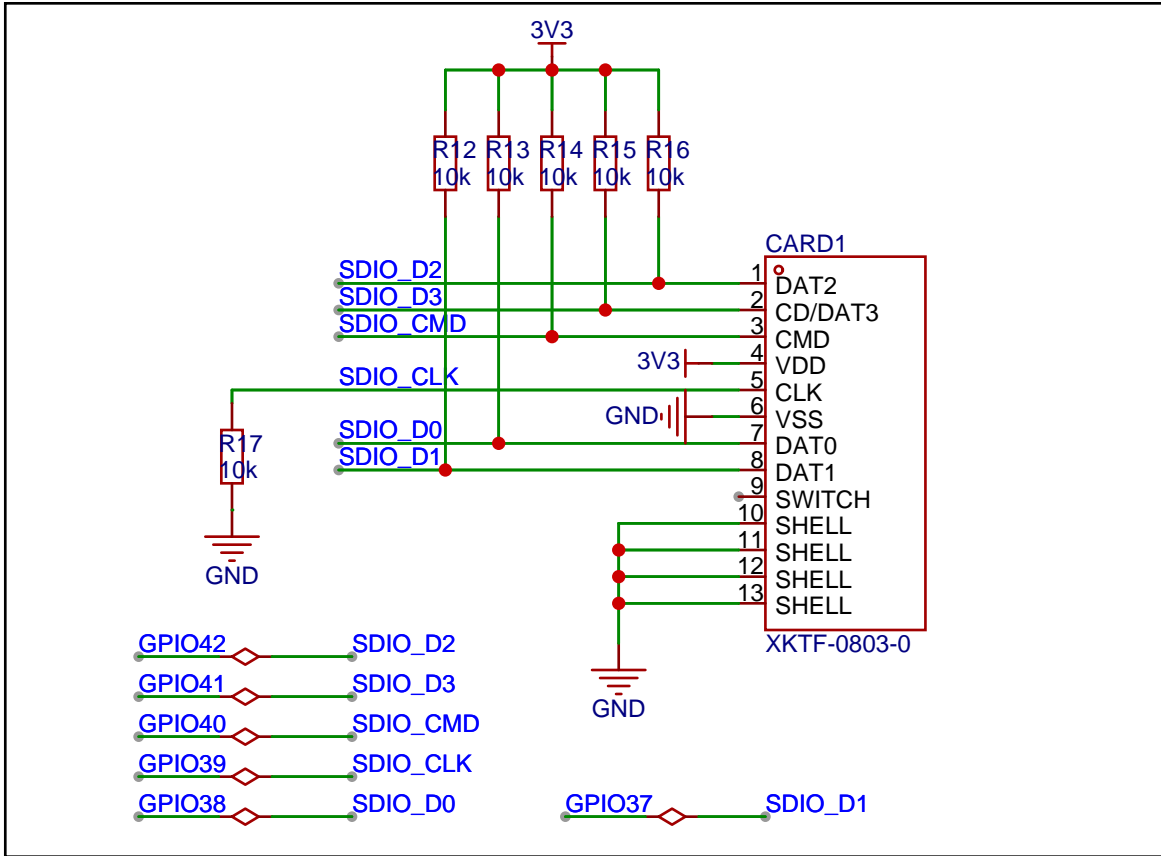 3V3
R12 R13 R14 R15 R16
10k 10k 10k 10k 10k
CARD1
SDIO_D2 1 DAT2
SDIO_D3 2 CD/DAT3
SDIO_CMD 3 CMD
3V3 4 VDD
SDIO_CLK 5 CLK
GND 6 VSS
SDIO_D0 7 DAT0
SDIO_D1 8 DAT1
R17
10k
9 SWITCH
10 SHELL
11 SHELL
12 SHELL
13 SHELL
GND
XKTF-0803-0
GND
GPIO42 SDIO_D2
GPIO41 SDIO_D3
GPIO40 SDIO_CMD
GPIO39 SDIO_CLK
GPIO38 SDIO_D0
GPIO37 SDIO_D1